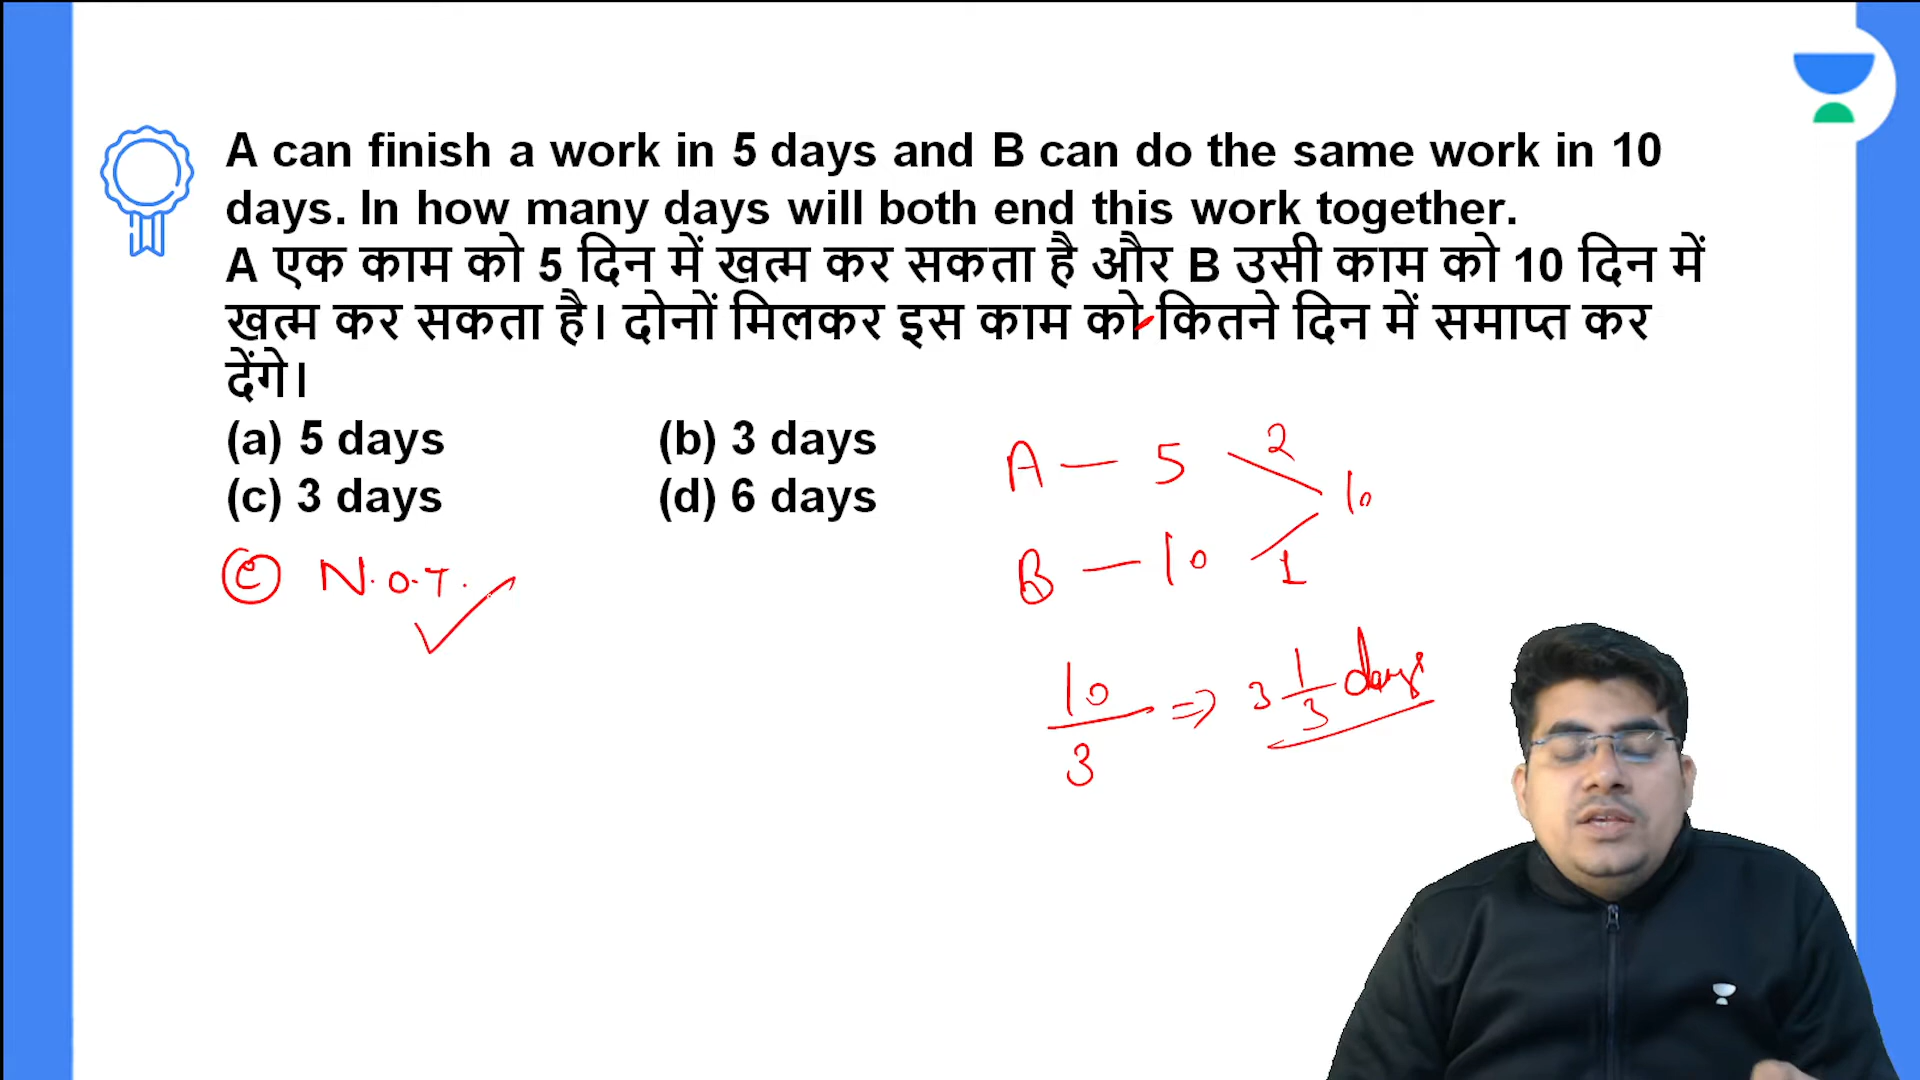 A can finish a work in 5 days and B can do the same work in 10
days. In how many days will both end this work together.
A एक काम को 5 दिन में खत्म कर सकता है और B उसी काम को 10 दिन में
खत्म कर सकता है। दोनों मिलकर इस काम को कितने दिन में समाप्त कर
देंगे।
(a) 5 days (b) 3 days
(c) 3 days (d) 6 days
(e) N.O.T.
A — 5 2
10
B — 10 1
10/3 ⇒ 3 1/3 days